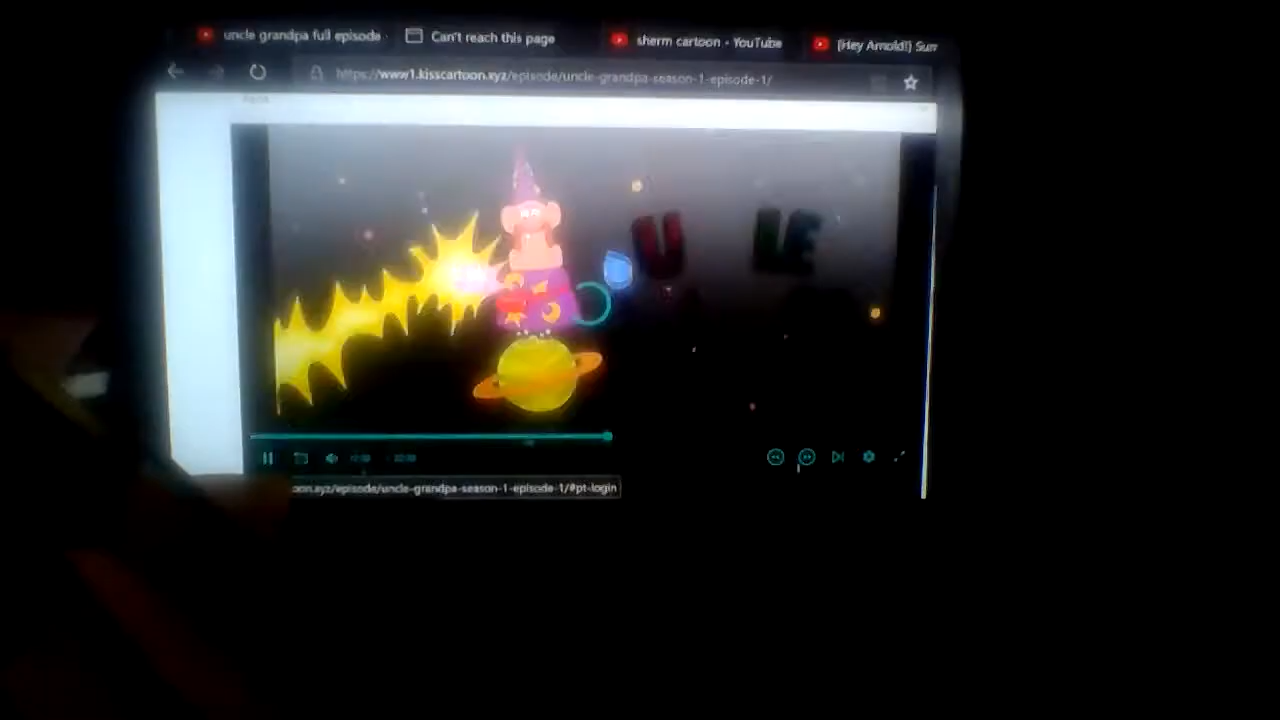 uncle grandpa full episode
Can't reach this page
sherm cartoon - YouTube
[Hey Arnold!] Sum
https://www1.kisscartoon.xyz/episode/uncle-grandpa-season-1-episode-1/
U LE
oon.xyz/episode/uncle-grandpa-season-1-episode-1/#pt-login